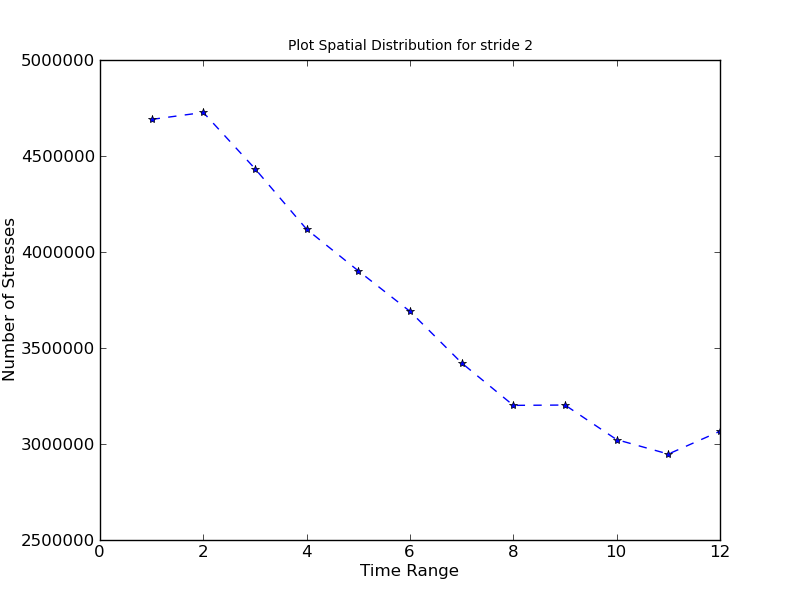 Plot Spatial Distribution for stride 2
5000000
4500000
4000000
3500000
3000000
2500000
Number of Stresses
0 2 4 6 8 10 12
Time Range